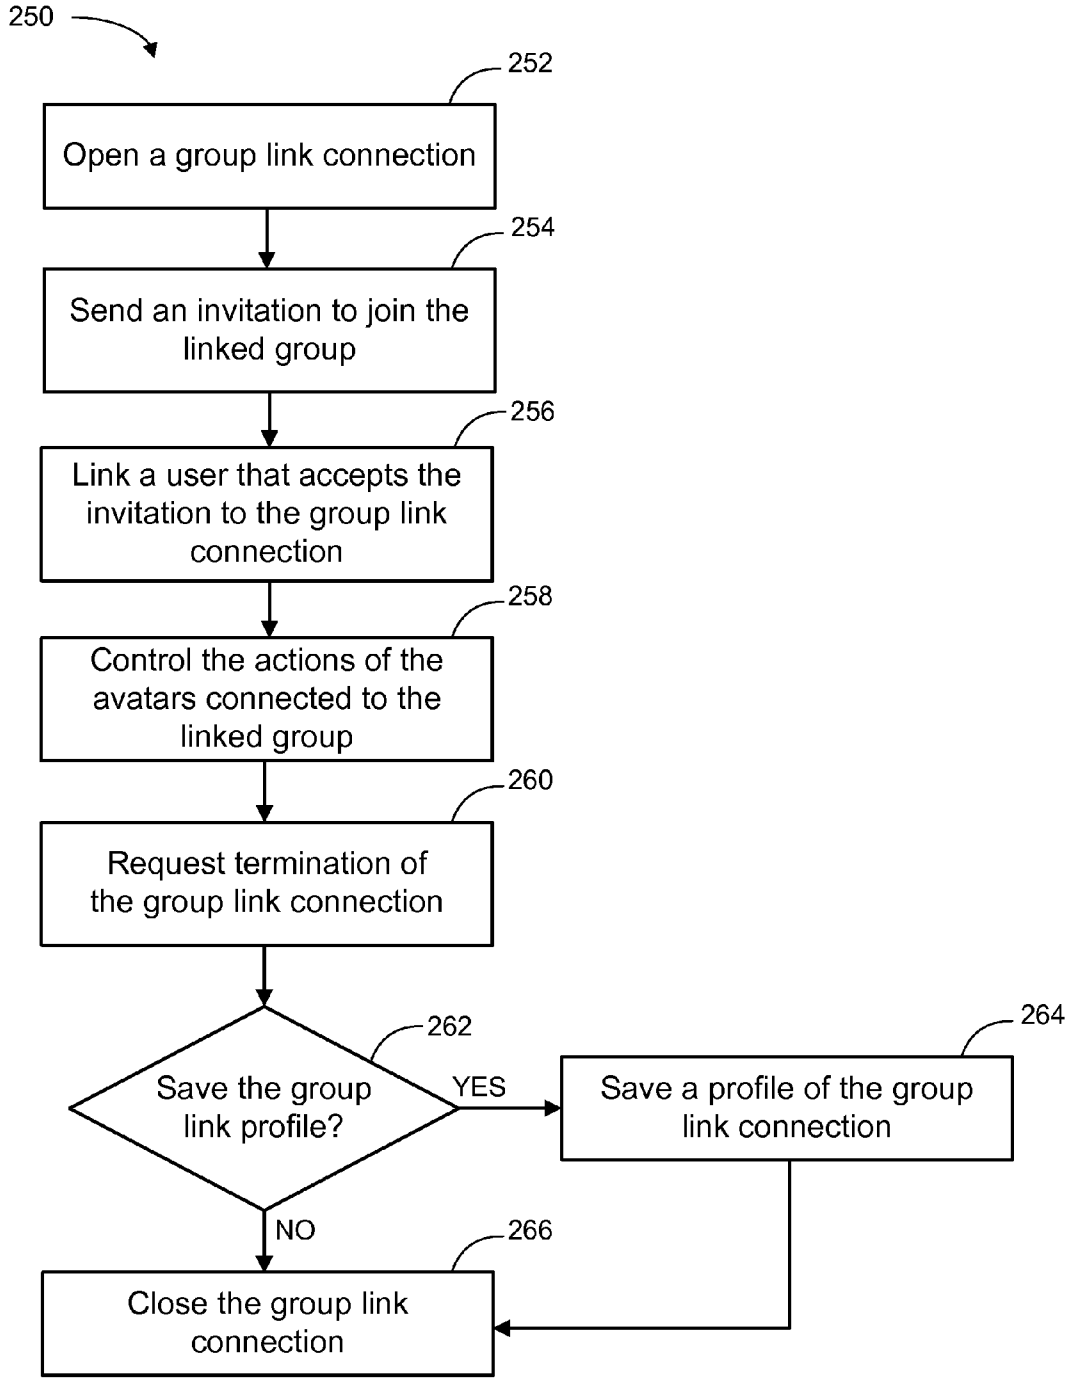 250
252
Open a group link connection
254
Send an invitation to join the
linked group
256
Link a user that accepts the
invitation to the group link
connection
258
Control the actions of the
avatars connected to the
linked group
260
Request termination of
the group link connection
262
Save the group
link profile?
YES
264
Save a profile of the group
link connection
NO
266
Close the group link
connection